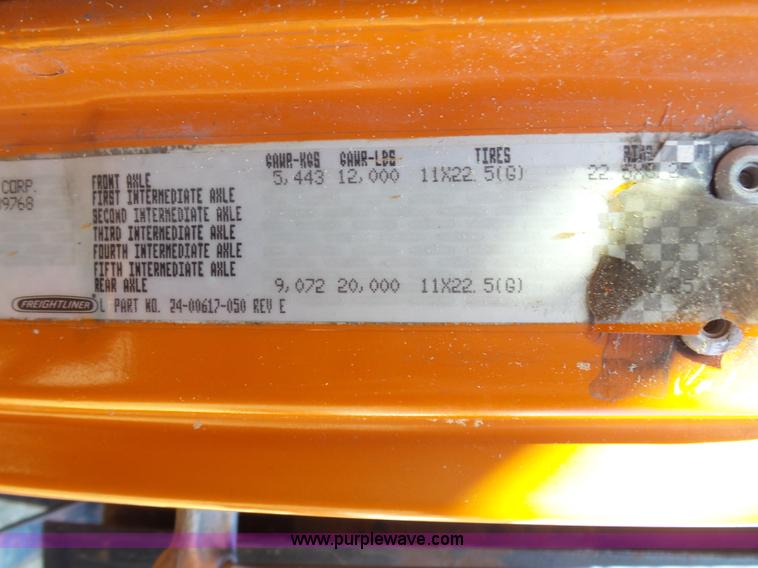 GAWR-KGS GAWR-LBS TIRES RIMS
CORP. FRONT AXLE 5,443 12,000 11X22.5(G)
09768 FIRST INTERMEDIATE AXLE
SECOND INTERMEDIATE AXLE
THIRD INTERMEDIATE AXLE
FOURTH INTERMEDIATE AXLE
FIFTH INTERMEDIATE AXLE
REAR AXLE 9,072 20,000 11X22.5(G)
FREIGHTLINER PART NO. 24-00617-050 REV E
www.purplewave.com